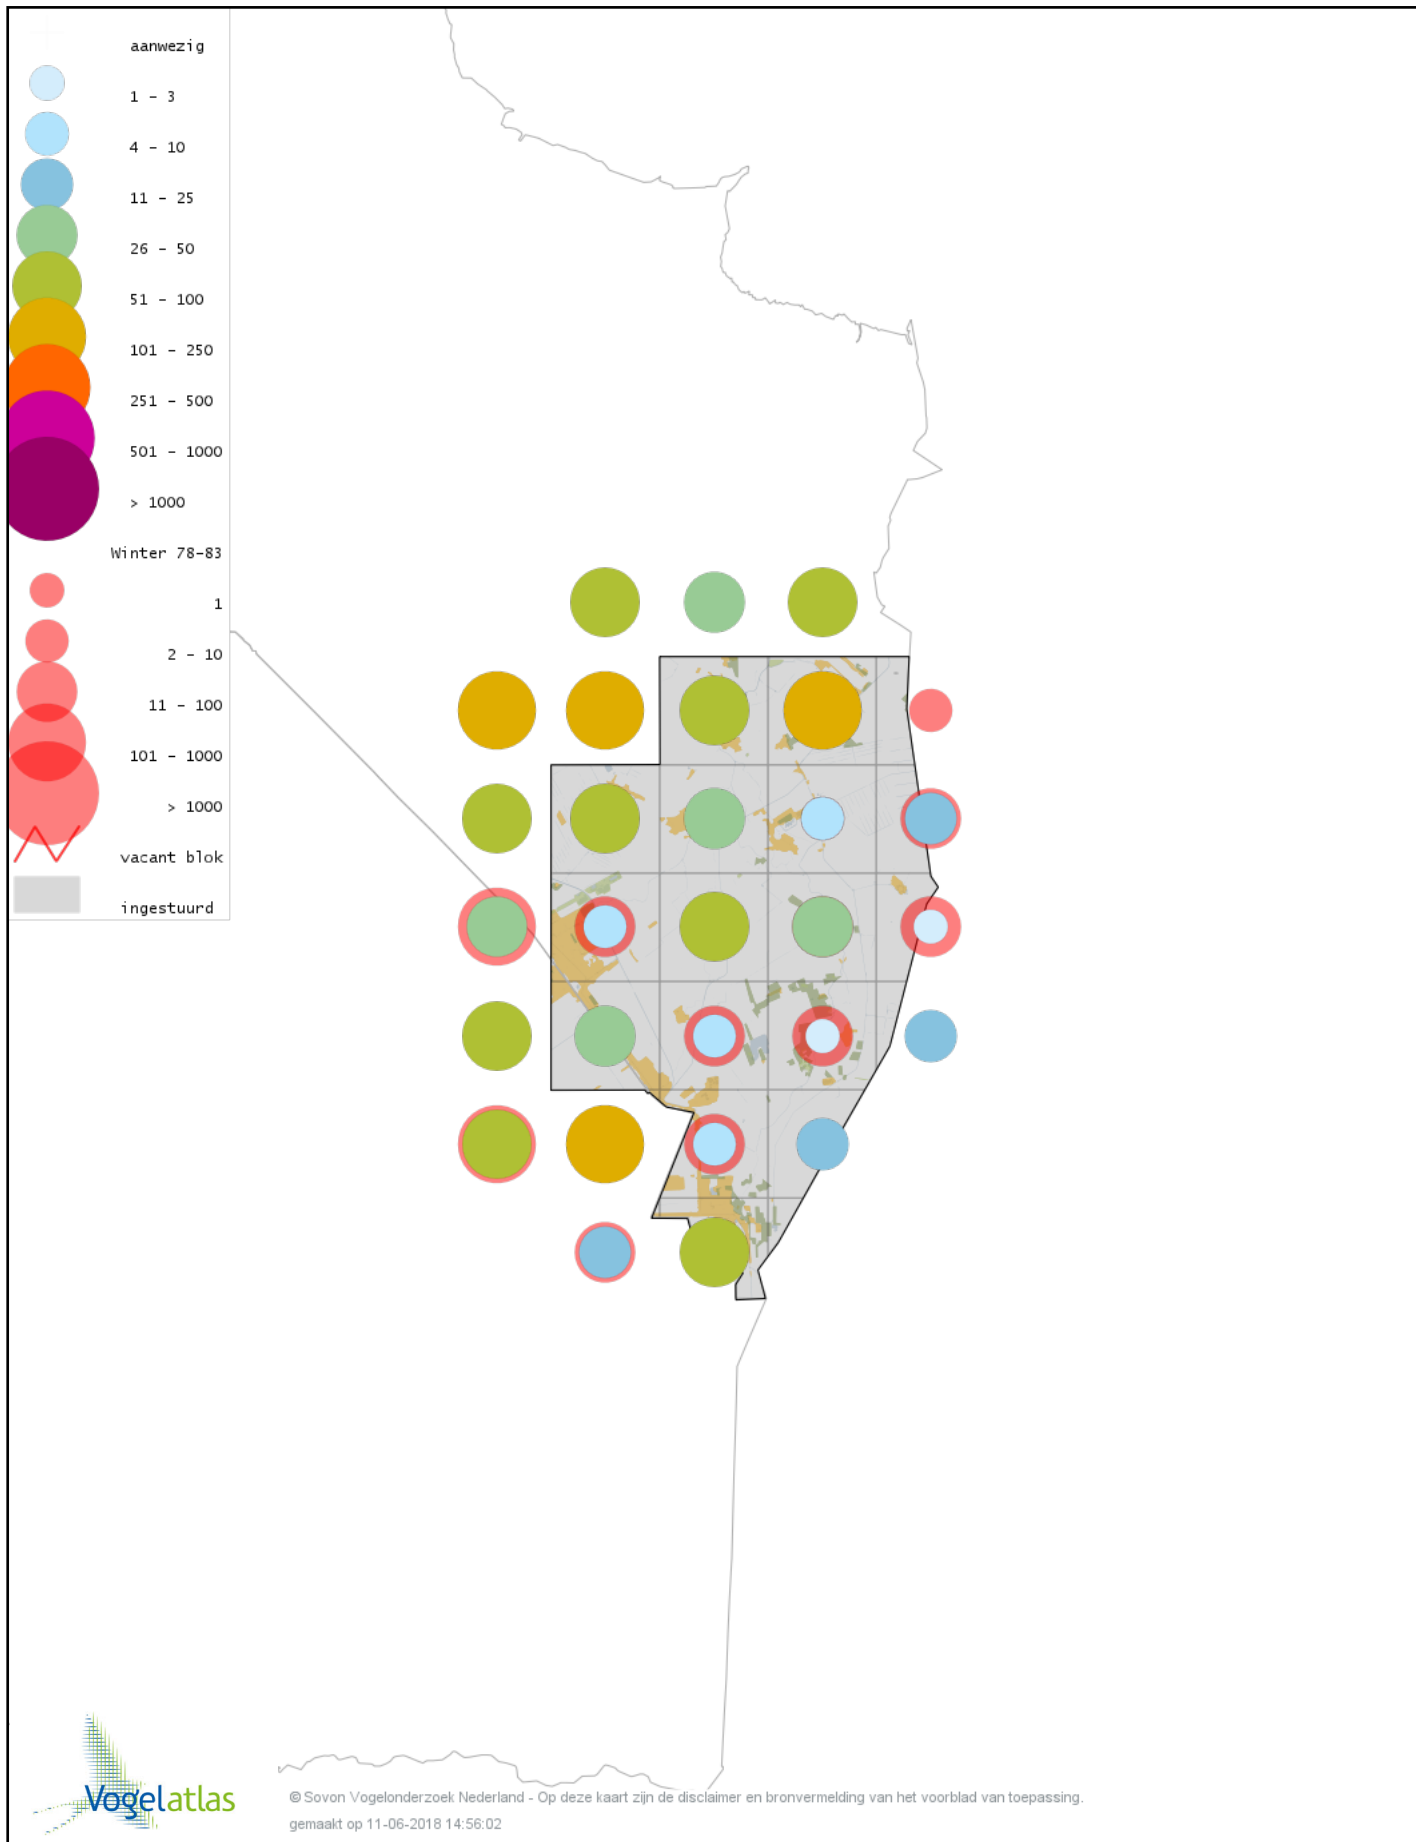 aanwezig
1 - 3
4 - 10
11 - 25
26 - 50
51 - 100
101 - 250
251 - 500
501 - 1000
> 1000
Winter 78-83
1
2 - 10
11 - 100
101 - 1000
> 1000
vacant blok
ingestuurd
Vogelatlas
© Sovon Vogelonderzoek Nederland - Op deze kaart zijn de disclaimer en bronvermelding van het voorblad van toepassing.
gemaakt op 11-06-2018 14:56:02